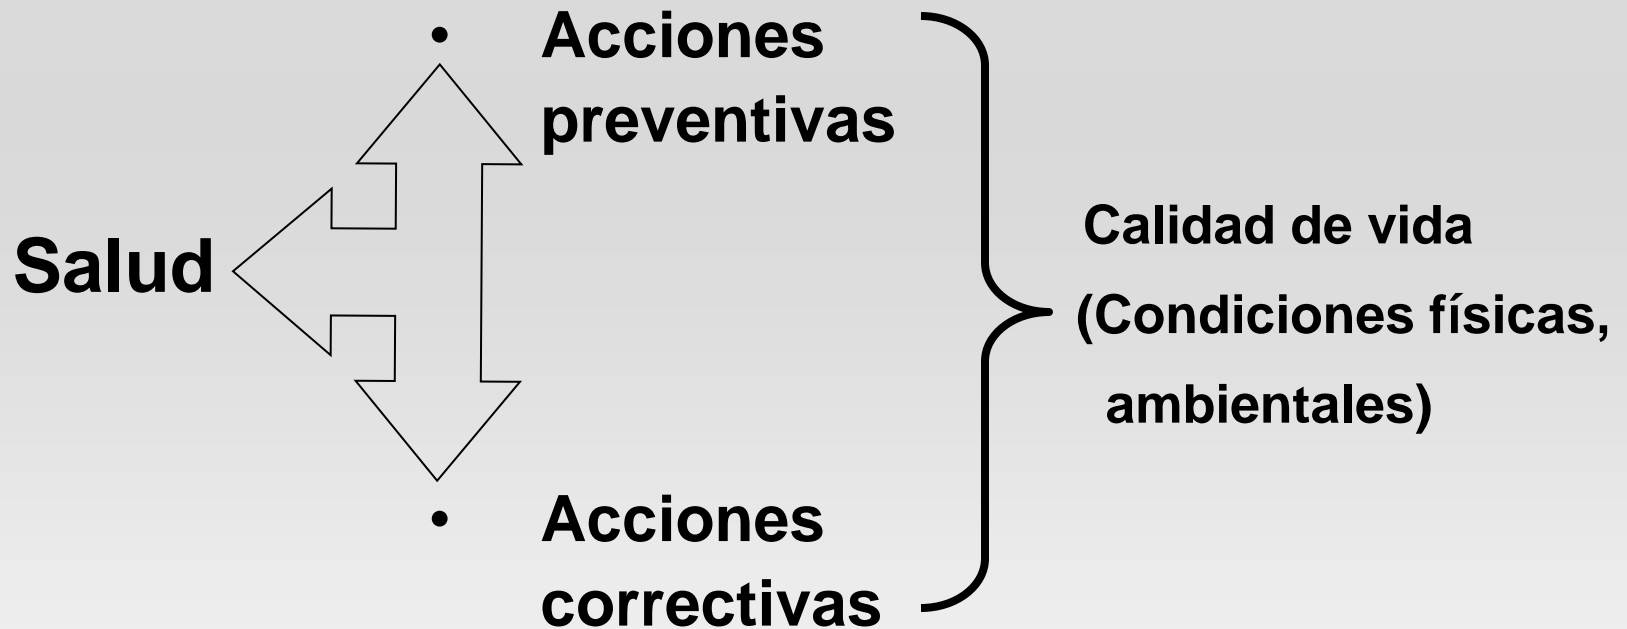 • Acciones
preventivas
Salud
Calidad de vida
(Condiciones físicas,
ambientales)
• Acciones
correctivas